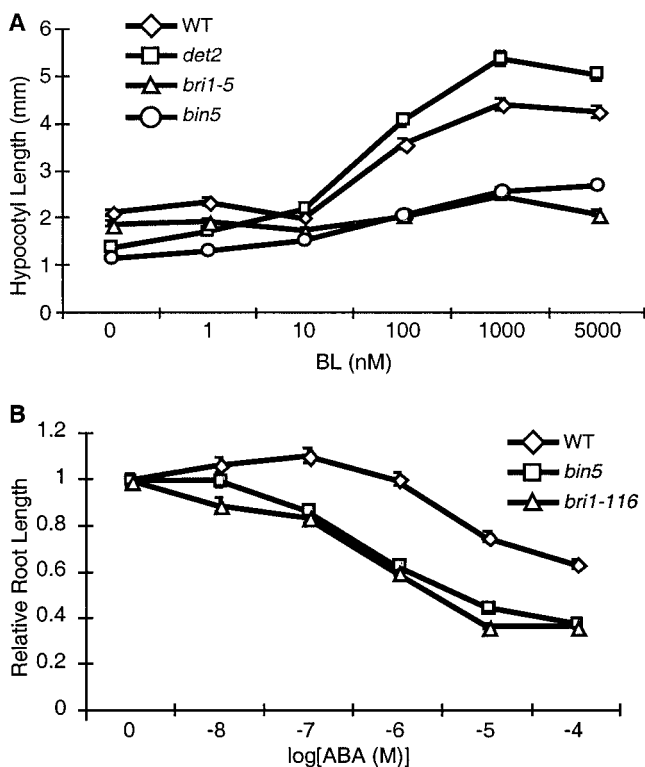 A
WT
det2
bri1-5
bin5
Hypocotyl Length (mm)
6
5
4
3
2
1
0
0 1 10 100 1000 5000
BL (nM)
B
WT
bin5
bri1-116
Relative Root Length
1.2
1
0.8
0.6
0.4
0.2
0
0 -8 -7 -6 -5 -4
log[ABA (M)]